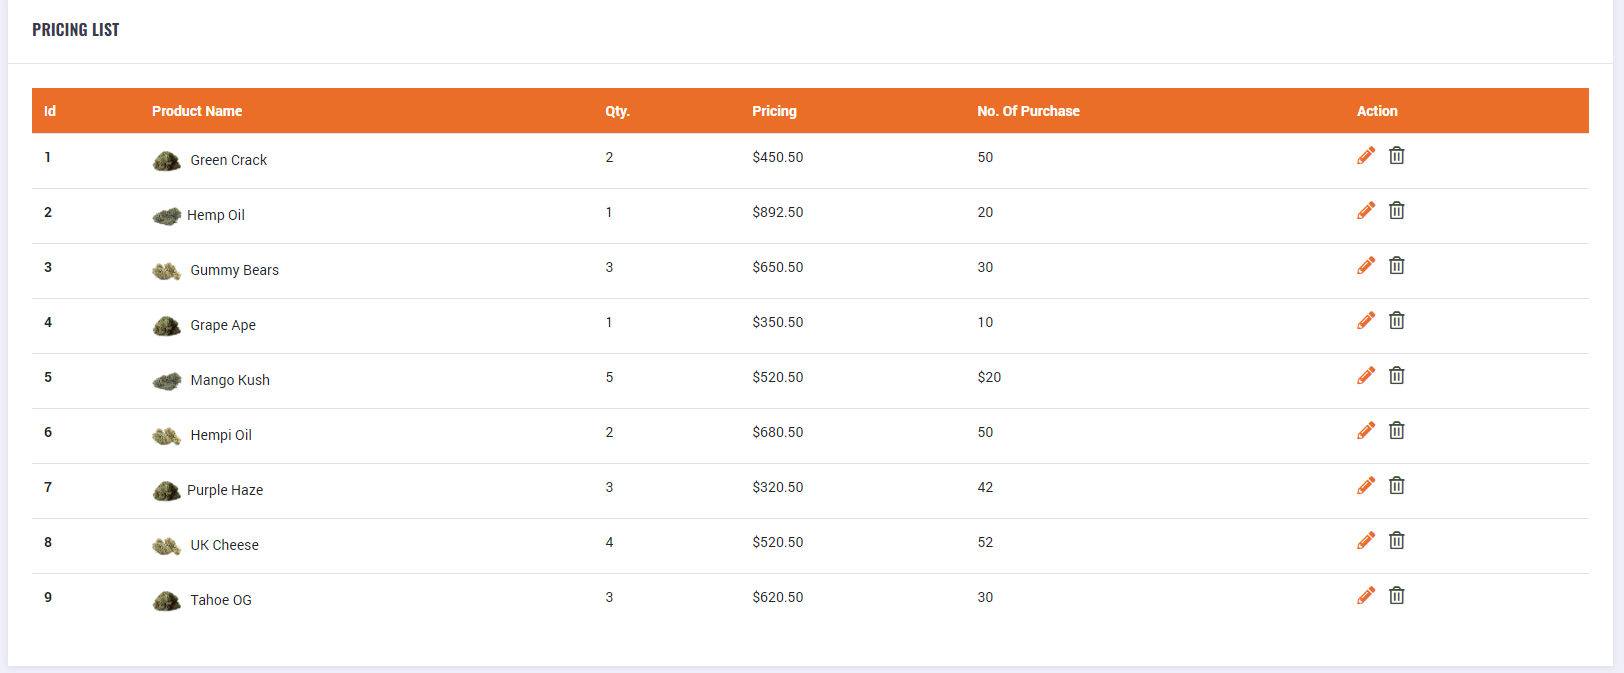 PRICING LIST
Id Product Name Qty. Pricing No. Of Purchase Action
1 Green Crack 2 $450.50 50
2 Hemp Oil 1 $892.50 20
3 Gummy Bears 3 $650.50 30
4 Grape Ape 1 $350.50 10
5 Mango Kush 5 $520.50 $20
6 Hempi Oil 2 $680.50 50
7 Purple Haze 3 $320.50 42
8 UK Cheese 4 $520.50 52
9 Tahoe OG 3 $620.50 30